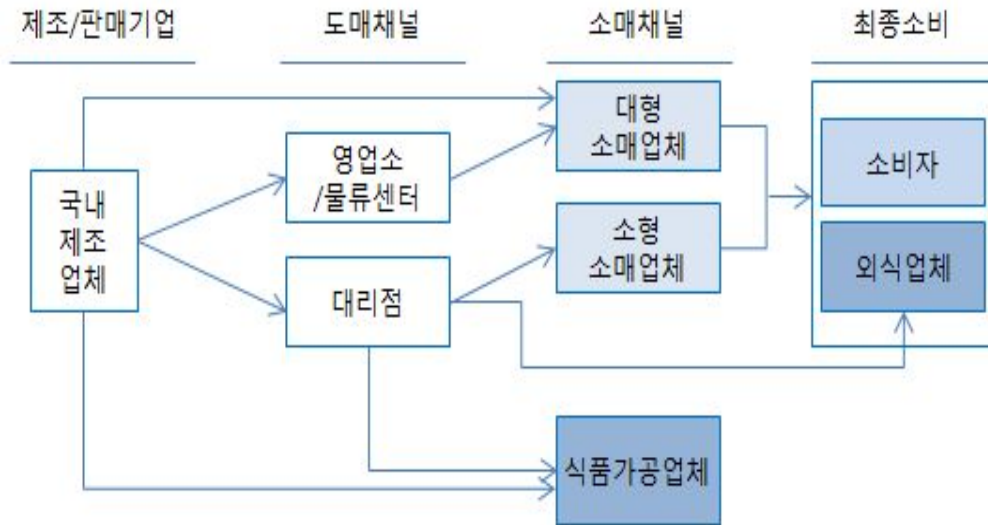 제조/판매기업
도매채널
소매채널
최종소비
국내
제조
업체
영업소
/물류센터
대리점
대형
소매업체
소형
소매업체
식품가공업체
소비자
외식업체